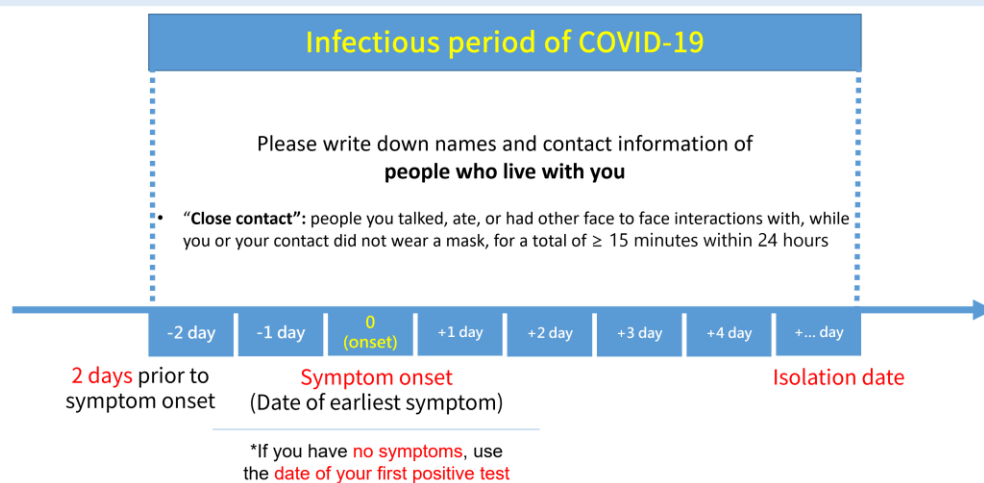 Infectious period of COVID-19
Please write down names and contact information of
people who live with you
• “Close contact”: people you talked, ate, or had other face to face interactions with, while
you or your contact did not wear a mask, for a total of ≥ 15 minutes within 24 hours
-2 day
-1 day
0
(onset)
+1 day
+2 day
+3 day
+4 day
+... day
2 days prior to
symptom onset
Symptom onset
(Date of earliest symptom)
Isolation date
*If you have no symptoms, use
the date of your first positive test